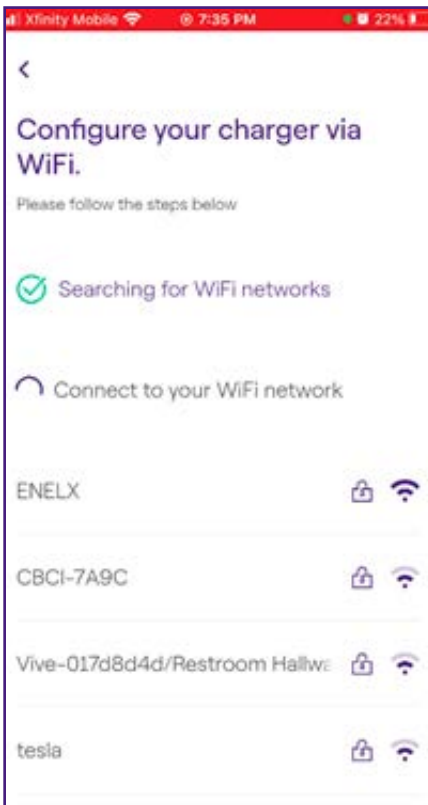 Xfinity Mobile 7:35 PM 22%
Configure your charger via
WiFi.
Please follow the steps below
Searching for WiFi networks
Connect to your WiFi network
ENELX
CBCI-7A9C
Vive-017d8d4d/Restroom Hallwa
tesla